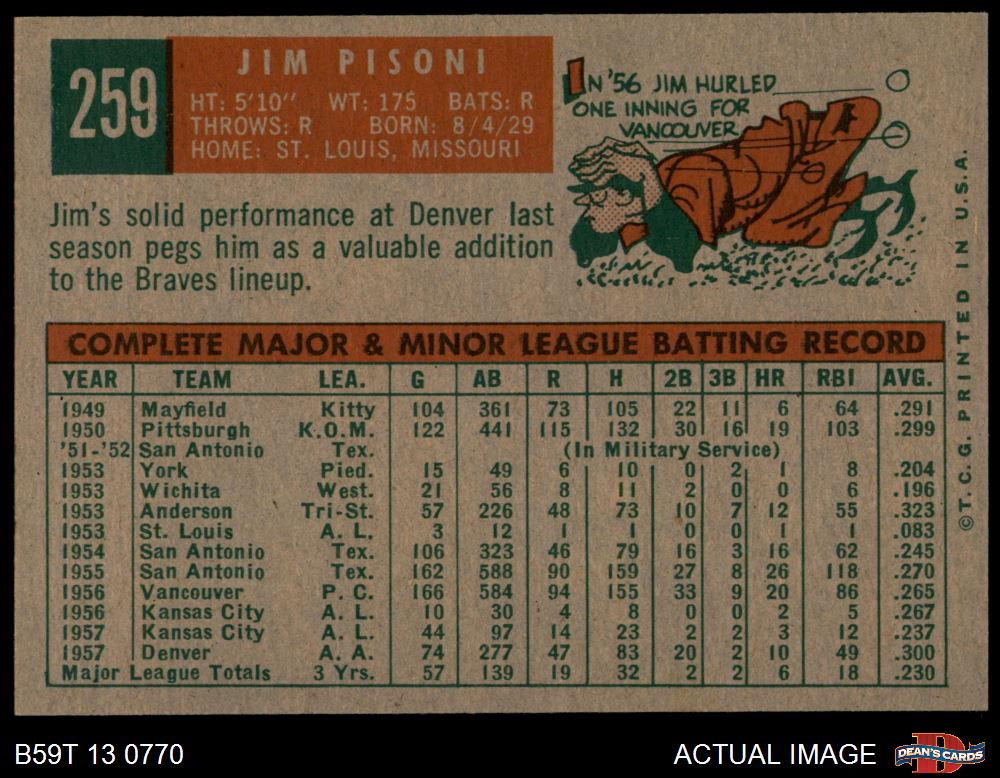 259
JIM PISONI
HT: 5'10" WT: 175 BATS: R
THROWS: R BORN: 8/4/29
HOME: ST. LOUIS, MISSOURI
IN '56 JIM HURLED
ONE INNING FOR
VANCOUVER
Jim's solid performance at Denver last
season pegs him as a valuable addition
to the Braves lineup.
COMPLETE MAJOR & MINOR LEAGUE BATTING RECORD
YEAR TEAM LEA. G AB R H 2B 3B HR RBI AVG.
1949 Mayfield Kitty 104 361 73 105 22 11 6 64 .291
1950 Pittsburgh K.O.M. 122 441 115 132 30 16 19 103 .299
'51-'52 San Antonio Tex. (In Military Service)
1953 York Pied. 15 49 6 10 0 2 1 8 .204
1953 Wichita West. 21 56 8 11 2 0 0 6 .196
1953 Anderson Tri-St. 57 226 48 73 10 7 12 55 .323
1953 St. Louis A. L. 3 12 1 1 0 0 1 1 .083
1954 San Antonio Tex. 106 323 46 79 16 3 16 62 .245
1955 San Antonio Tex. 162 588 90 159 27 8 26 118 .270
1956 Vancouver P. C. 166 584 94 155 33 9 20 86 .265
1956 Kansas City A. L. 10 30 4 8 0 0 2 5 .267
1957 Kansas City A. L. 44 97 14 23 2 2 3 12 .237
1957 Denver A. A. 74 277 47 83 20 2 10 49 .300
Major League Totals 3 Yrs. 57 139 19 32 2 2 6 18 .230
©T.C.G. PRINTED IN U.S.A.
B59T 13 0770
ACTUAL IMAGE
D
DEAN'S CARDS